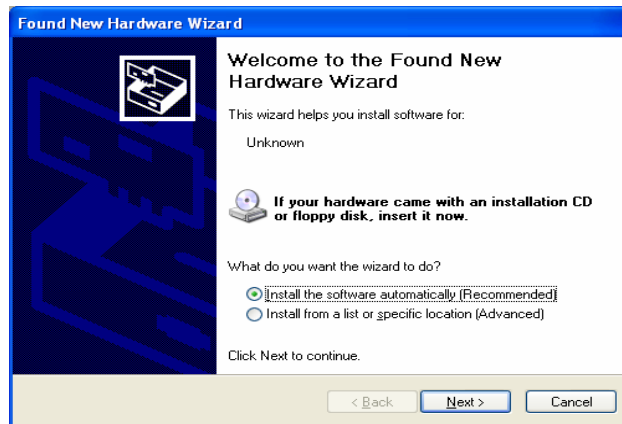 Found New Hardware Wizard
Welcome to the Found New
Hardware Wizard
This wizard helps you install software for:
Unknown
If your hardware came with an installation CD
or floppy disk, insert it now.
What do you want the wizard to do?
Install the software automatically (Recommended)
Install from a list or specific location (Advanced)
Click Next to continue.
< Back Next > Cancel